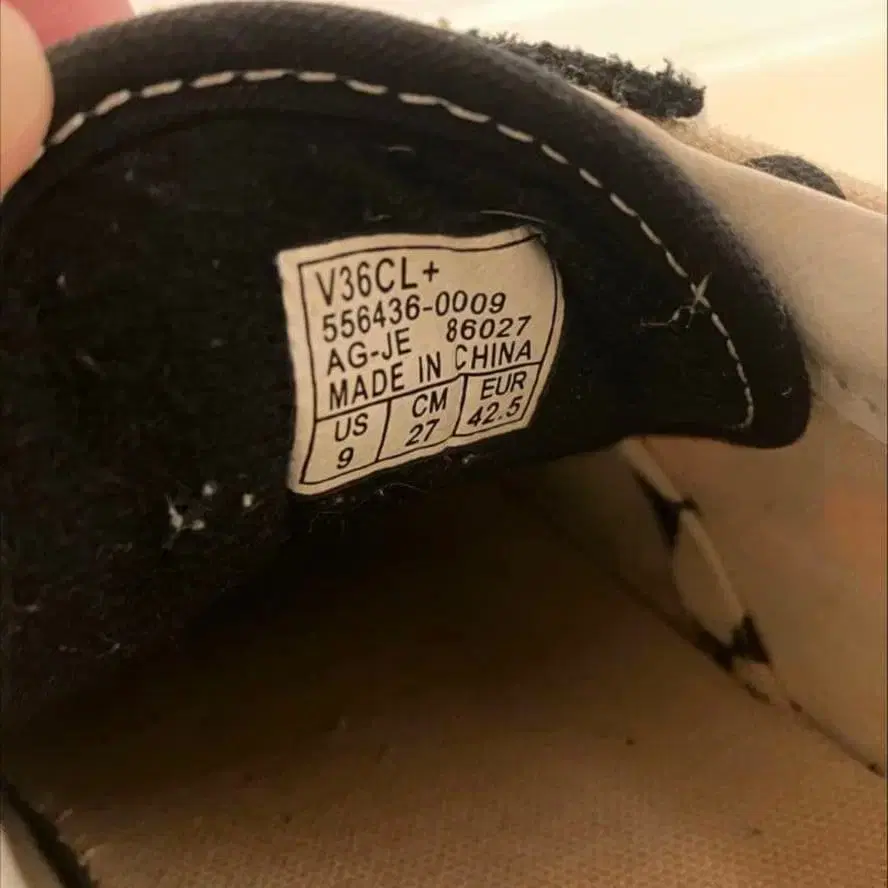 V36CL+
556436-0009
AG-JE 86027
MADE IN CHINA
US CM EUR
9 27 42.5